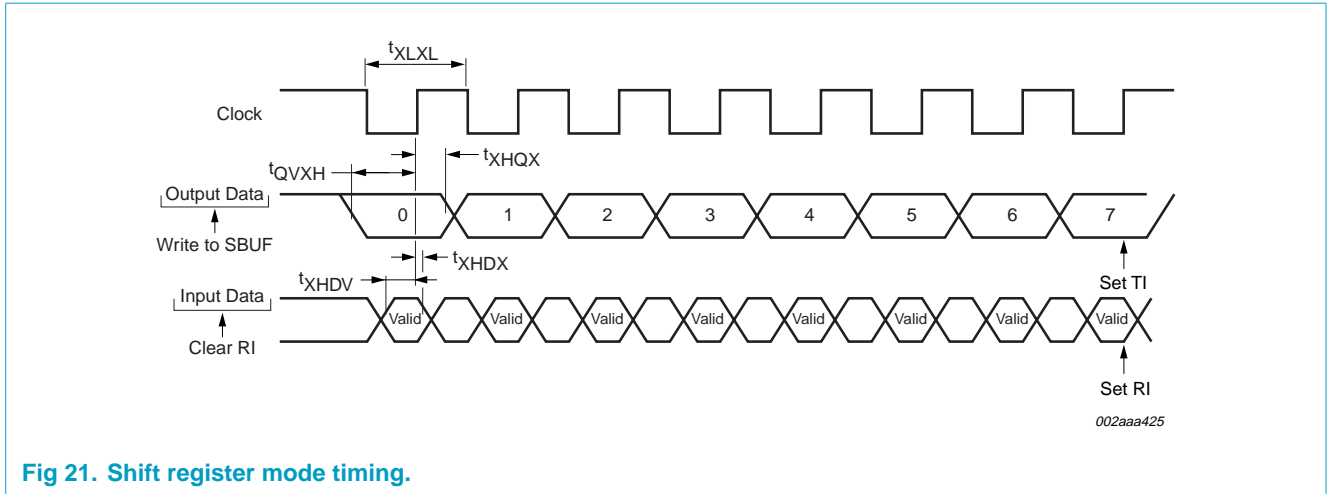 tXLXL
Clock
tXHQX
tQVXH
Output Data
0 1 2 3 4 5 6 7
Write to SBUF
tXHDX
Set TI
tXHDV
Input Data
Valid Valid Valid Valid Valid Valid Valid Valid
Clear RI
Set RI
002aaa425
Fig 21. Shift register mode timing.